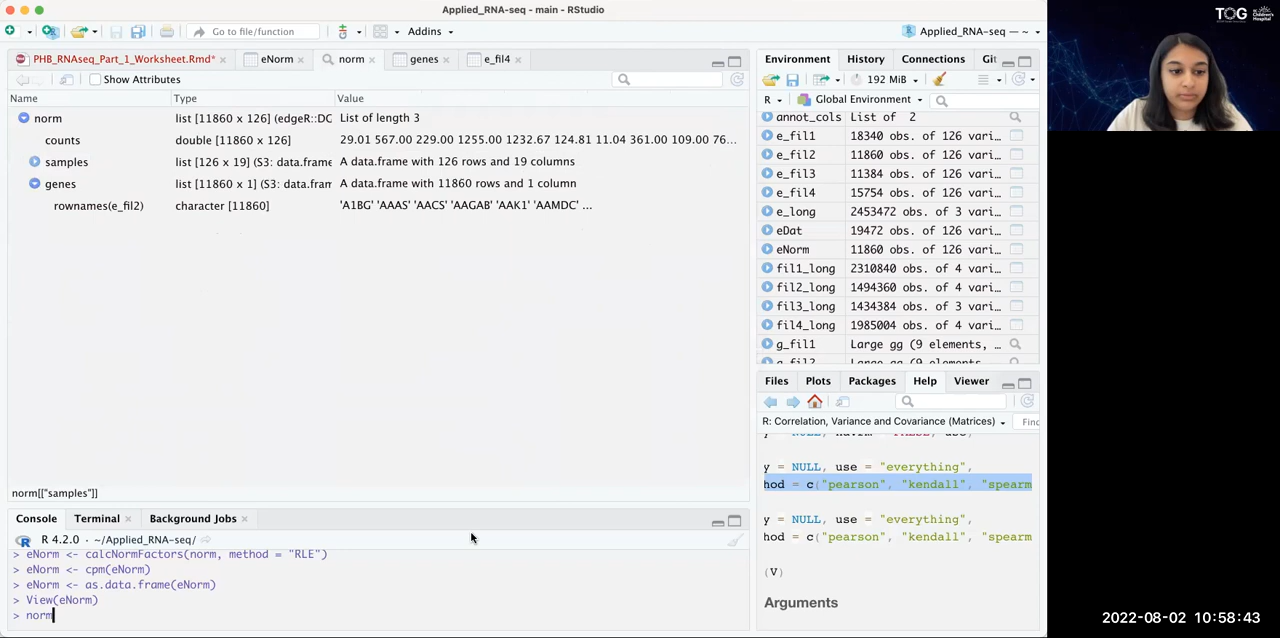 Applied_RNA-seq - main - RStudio
Go to file/function
Addins
Applied_RNA-seq — ~
PHB_RNAseq_Part_1_Worksheet.Rmd*
eNorm
norm
genes
e_fil4
Show Attributes
Name Type Value
norm list [11860 x 126] (edgeR::DC List of length 3
counts double [11860 x 126] 29.01 567.00 229.00 1255.00 1232.67 124.81 11.04 361.00 109.00 76...
samples list [126 x 19] (S3: data.frame A data.frame with 126 rows and 19 columns
genes list [11860 x 1] (S3: data.fram A data.frame with 11860 rows and 1 column
rownames(e_fil2) character [11860] 'A1BG' 'AAAS' 'AACS' 'AAGAB' 'AAK1' 'AAMDC' ...
norm[["samples"]]
Console Terminal Background Jobs
R 4.2.0 · ~/Applied_RNA-seq/
> eNorm <- calcNormFactors(norm, method = "RLE")
> eNorm <- cpm(eNorm)
> eNorm <- as.data.frame(eNorm)
> View(eNorm)
> norm
Environment History Connections Git
192 MiB
R Global Environment
annot_cols List of 2
e_fil1 18340 obs. of 126 vari…
e_fil2 11860 obs. of 126 vari…
e_fil3 11384 obs. of 126 vari…
e_fil4 15754 obs. of 126 vari…
e_long 2453472 obs. of 3 vari…
eDat 19472 obs. of 126 vari…
eNorm 11860 obs. of 126 vari…
fil1_long 2310840 obs. of 4 vari…
fil2_long 1494360 obs. of 4 vari…
fil3_long 1434384 obs. of 3 vari…
fil4_long 1985004 obs. of 4 vari…
g_fil1 Large gg (9 elements, …
g_fil2 Large gg (9 elements
Files Plots Packages Help Viewer
R: Correlation, Variance and Covariance (Matrices)
Finc
y = NULL, use = "everything",
hod = c("pearson", "kendall", "spearm
y = NULL, use = "everything",
hod = c("pearson", "kendall", "spearm
(V)
Arguments
TOG
2022-08-02 10:58:43